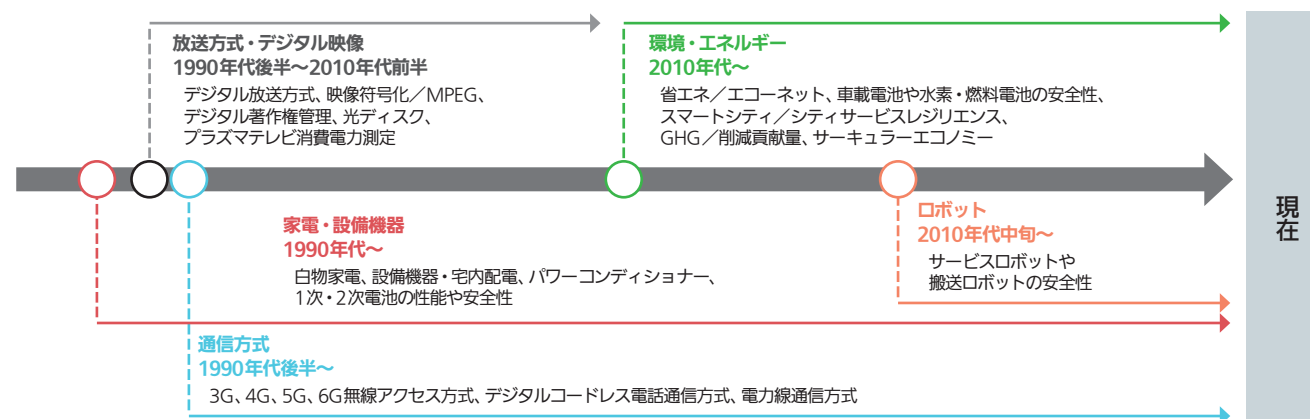 放送方式・デジタル映像
1990年代後半～2010年代前半
デジタル放送方式、映像符号化／MPEG、
デジタル著作権管理、光ディスク、
プラズマテレビ消費電力測定
環境・エネルギー
2010年代～
省エネ／エコーネット、車載電池や水素・燃料電池の安全性、
スマートシティ／シティサービスレジリエンス、
GHG／削減貢献量、サーキュラーエコノミー
家電・設備機器
1990年代～
白物家電、設備機器・宅内配電、パワーコンディショナー、
1次・2次電池の性能や安全性
ロボット
2010年代中旬～
サービスロボットや
搬送ロボットの安全性
通信方式
1990年代後半～
3G、4G、5G、6G無線アクセス方式、デジタルコードレス電話通信方式、電力線通信方式
現在